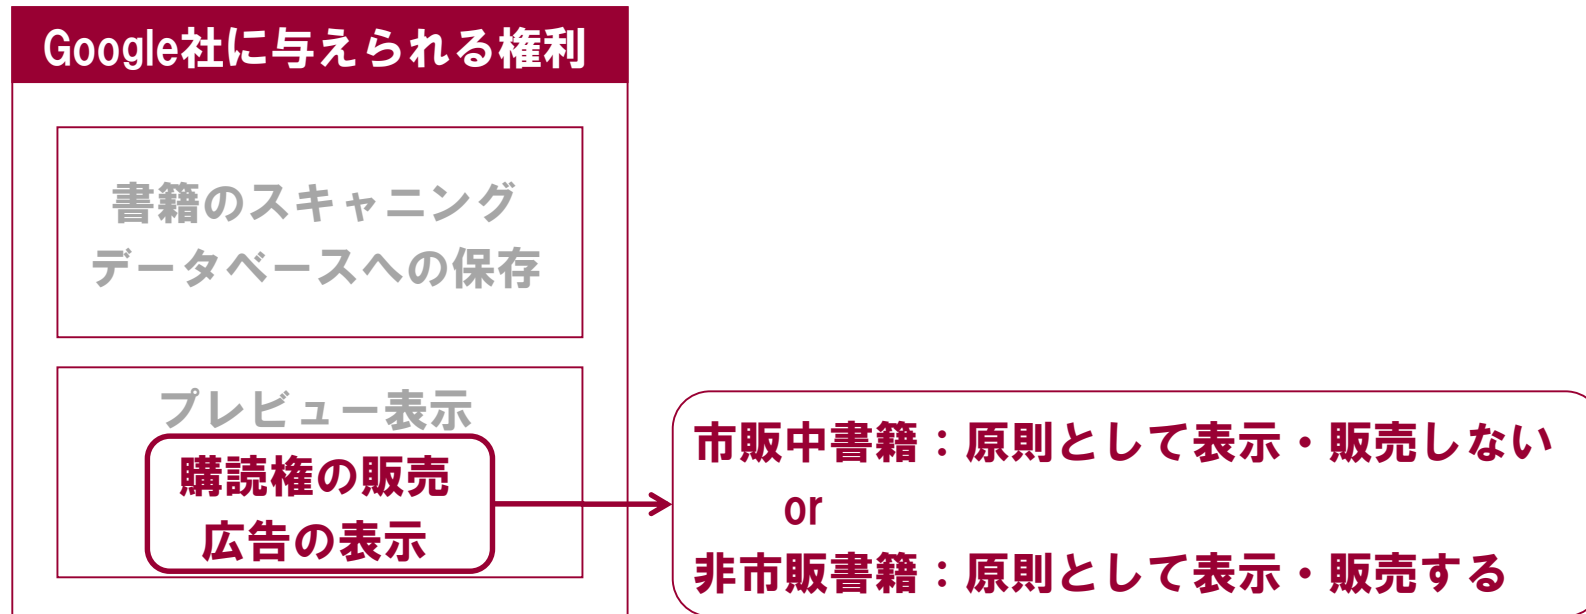 Google社に与えられる権利
書籍のスキャニング
データベースへの保存
プレビュー表示
購読権の販売
広告の表示
市販中書籍：原則として表示・販売しない
or
非市販書籍：原則として表示・販売する